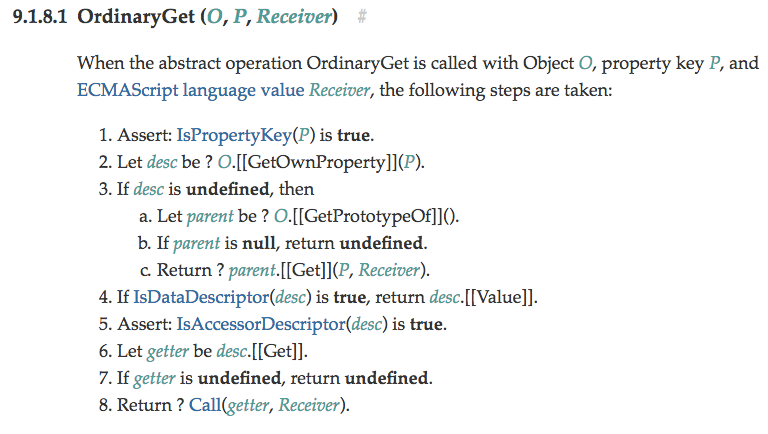 9.1.8.1 OrdinaryGet (O, P, Receiver) #
When the abstract operation OrdinaryGet is called with Object O, property key P, and
ECMAScript language value Receiver, the following steps are taken:
1. Assert: IsPropertyKey(P) is true.
2. Let desc be ? O.[[GetOwnProperty]](P).
3. If desc is undefined, then
a. Let parent be ? O.[[GetPrototypeOf]]().
b. If parent is null, return undefined.
c. Return ? parent.[[Get]](P, Receiver).
4. If IsDataDescriptor(desc) is true, return desc.[[Value]].
5. Assert: IsAccessorDescriptor(desc) is true.
6. Let getter be desc.[[Get]].
7. If getter is undefined, return undefined.
8. Return ? Call(getter, Receiver).